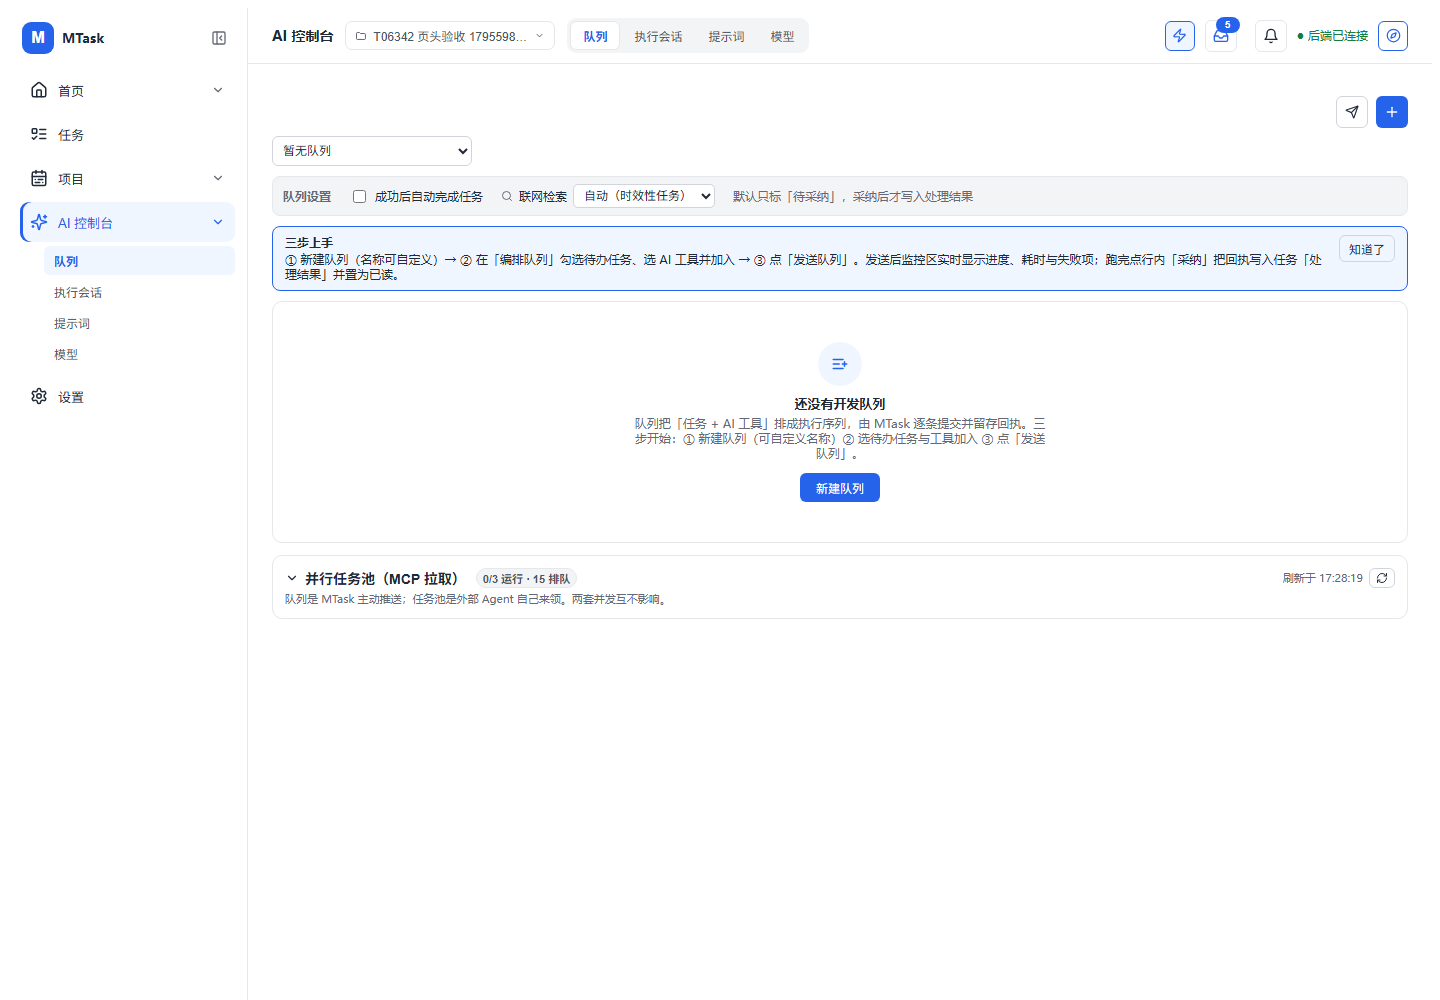 M MTask
首页
任务
项目
AI 控制台
队列
执行会话
提示词
模型
设置
AI 控制台 T06342 页头验收 1795598... 队列 执行会话 提示词 模型 5 后端已连接
暂无队列
队列设置 成功后自动完成任务 联网检索 自动（时效性任务） 默认只标「待采纳」，采纳后才写入处理结果
三步上手
① 新建队列（名称可自定义）→ ② 在「编排队列」勾选待办任务、选 AI 工具并加入 → ③ 点「发送队列」。发送后监控区实时显示进度、耗时与失败项；跑完点行内「采纳」把回执写入任务「处
理结果」并置为已读。
知道了
还没有开发队列
队列把「任务 + AI 工具」排成执行序列，由 MTask 逐条提交并留存回执。三
步开始：① 新建队列（可自定义名称）② 选待办任务与工具加入 ③ 点「发送
队列」。
新建队列
并行任务池（MCP 拉取） 0/3 运行 · 15 排队 刷新于 17:28:19
队列是 MTask 主动推送；任务池是外部 Agent 自己来领。两套并发互不影响。